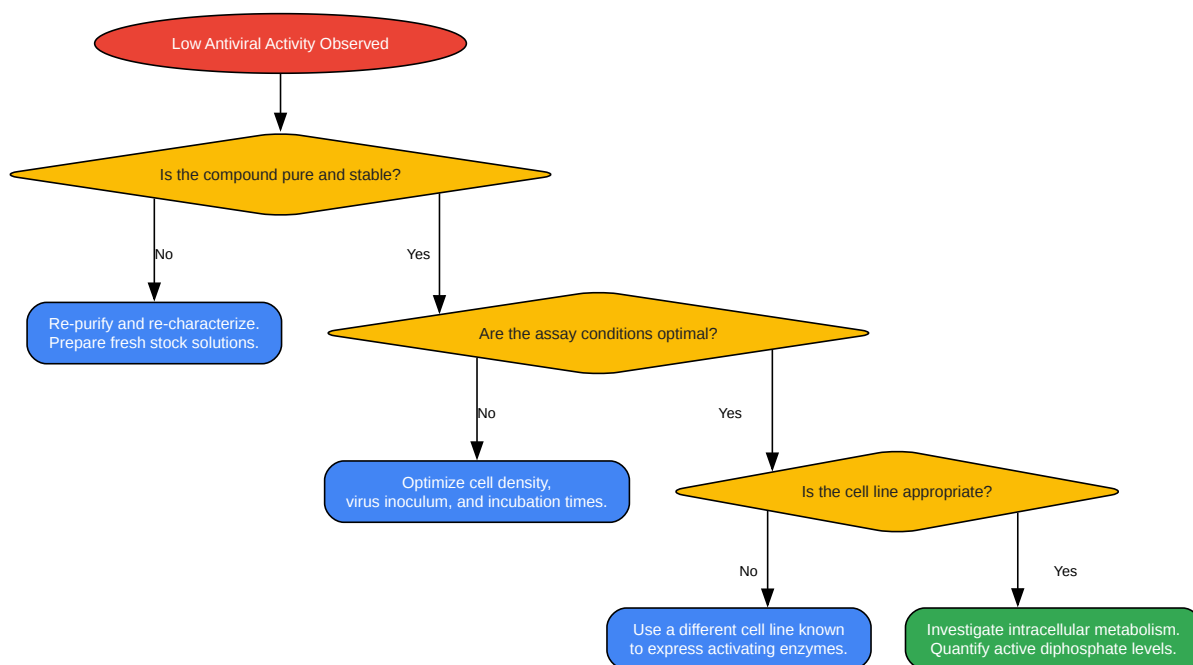 Low Antiviral Activity Observed
Is the compound pure and stable?
No
Yes
Re-purify and re-characterize.
Prepare fresh stock solutions.
Are the assay conditions optimal?
No
Yes
Optimize cell density,
virus inoculum, and incubation times.
Is the cell line appropriate?
No
Yes
Use a different cell line known
to express activating enzymes.
Investigate intracellular metabolism.
Quantify active diphosphate levels.